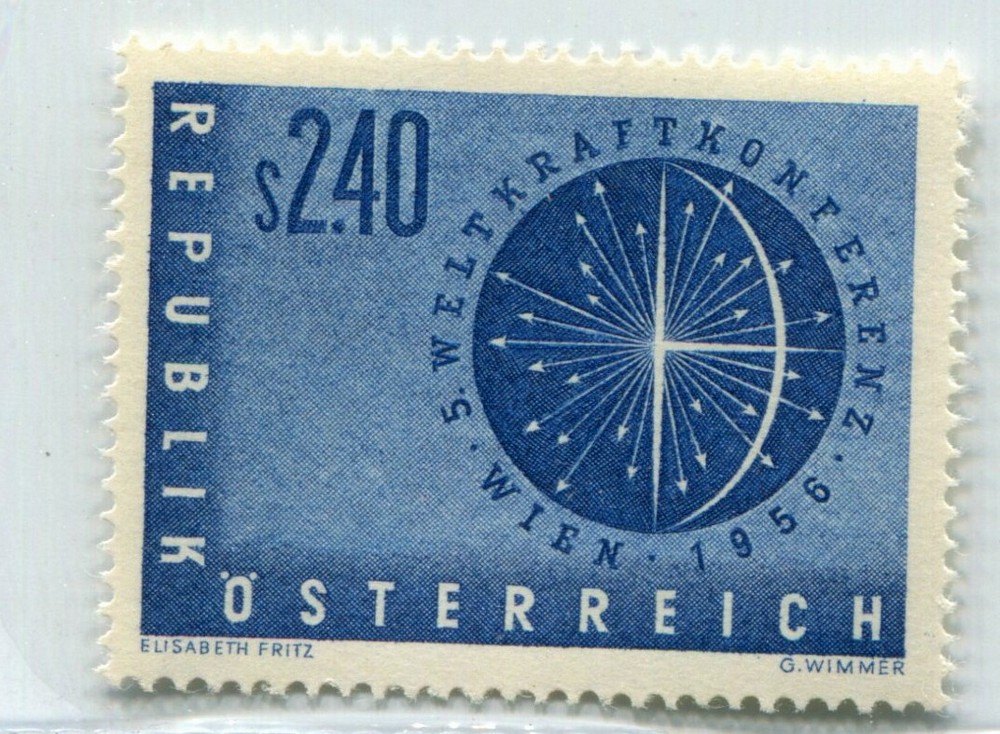 REPUBLIK
S2.40
5. WELTKRAFTKONFERENZ · WIEN · 1956 ·
ÖSTERREICH
ELISABETH FRITZ
G. WIMMER